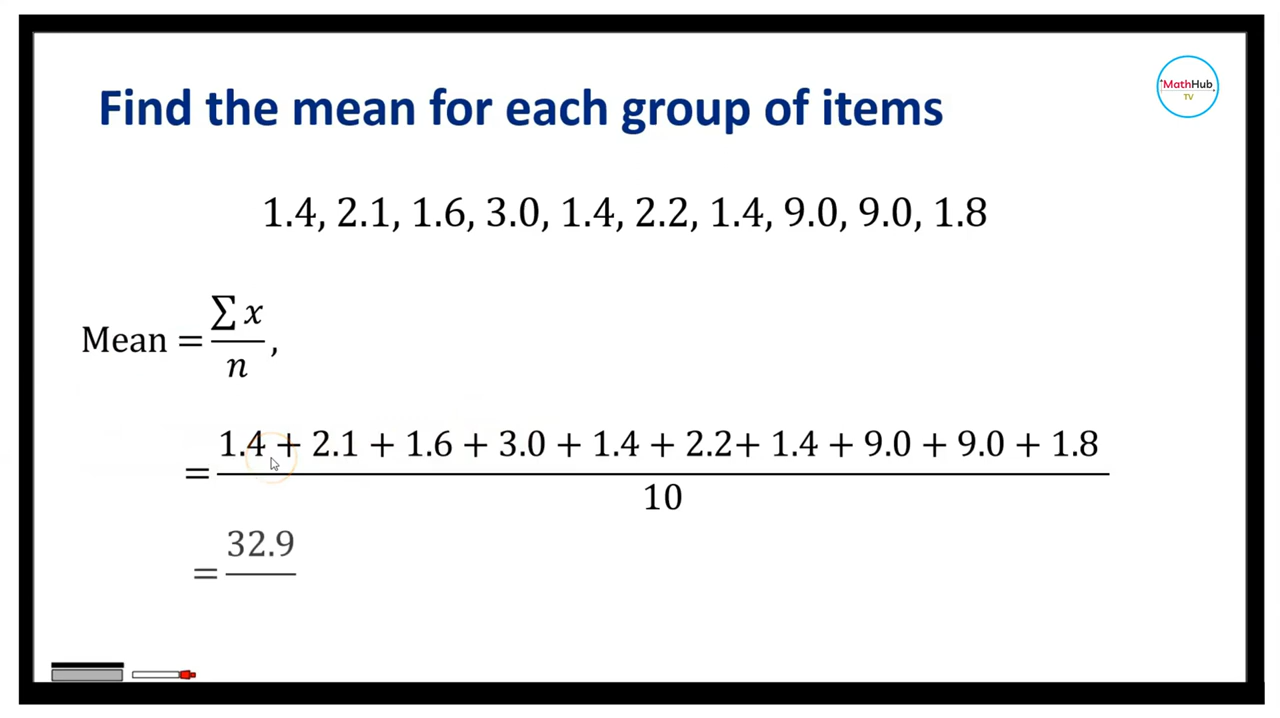 MathHub
TV
Find the mean for each group of items
1.4, 2.1, 1.6, 3.0, 1.4, 2.2, 1.4, 9.0, 9.0, 1.8
Mean = ∑ x / n ,
= 1.4 + 2.1 + 1.6 + 3.0 + 1.4 + 2.2+ 1.4 + 9.0 + 9.0 + 1.8
10
= 32.9